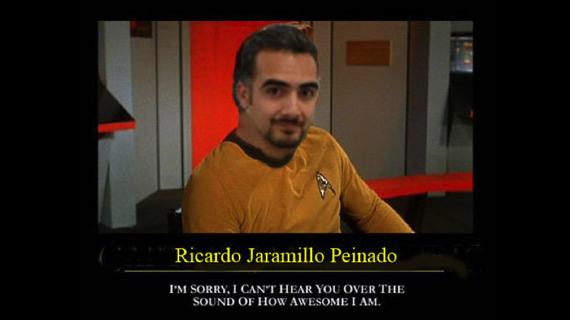 Ricardo Jaramillo Peinado
I'M SORRY, I CAN'T HEAR YOU OVER THE
SOUND OF HOW AWESOME I AM.